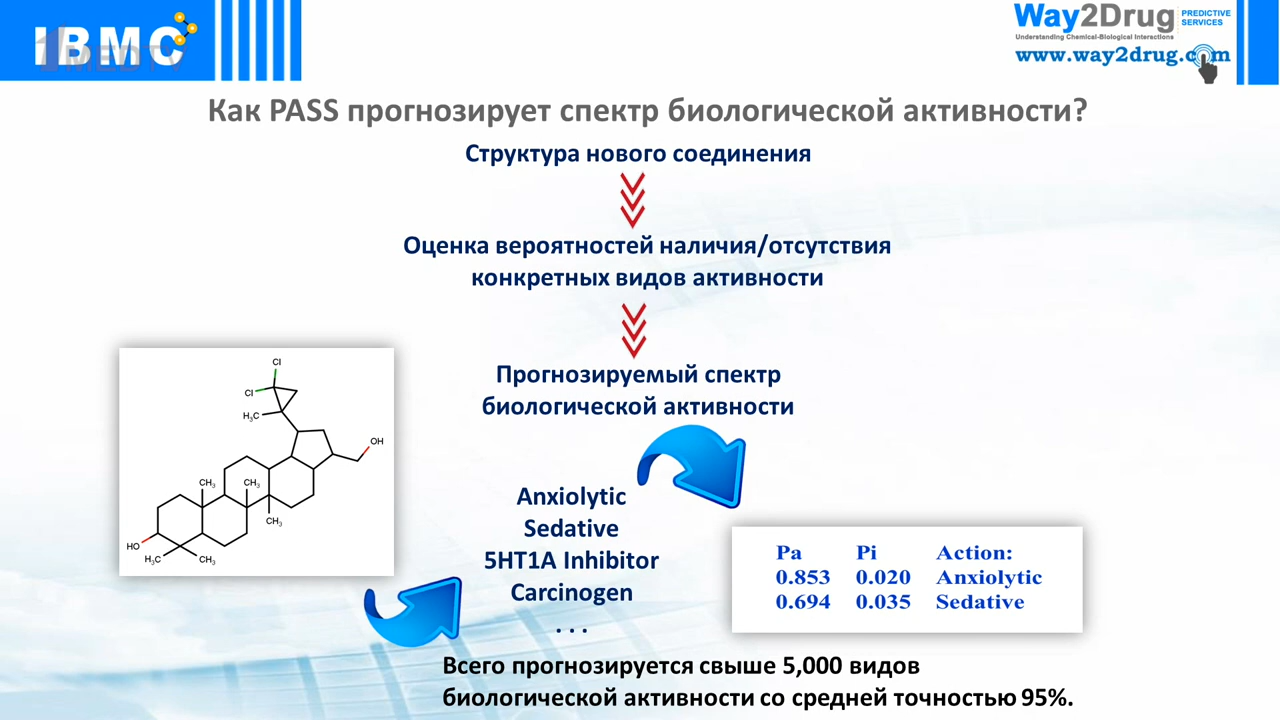 IBMC
1MEDTV
Way2Drug PREDICTIVE SERVICES
Understanding Chemical-Biological Interactions
www.way2drug.com
Как PASS прогнозирует спектр биологической активности?
Структура нового соединения
Оценка вероятностей наличия/отсутствия
конкретных видов активности
Прогнозируемый спектр
биологической активности
Cl
Cl
H₃C
OH
CH₃
CH₃
CH₃
HO
H₃C
CH₃
Anxiolytic
Sedative
5HT1A Inhibitor
Carcinogen
. . .
Pa Pi Action:
0.853 0.020 Anxiolytic
0.694 0.035 Sedative
Всего прогнозируется свыше 5,000 видов
биологической активности со средней точностью 95%.